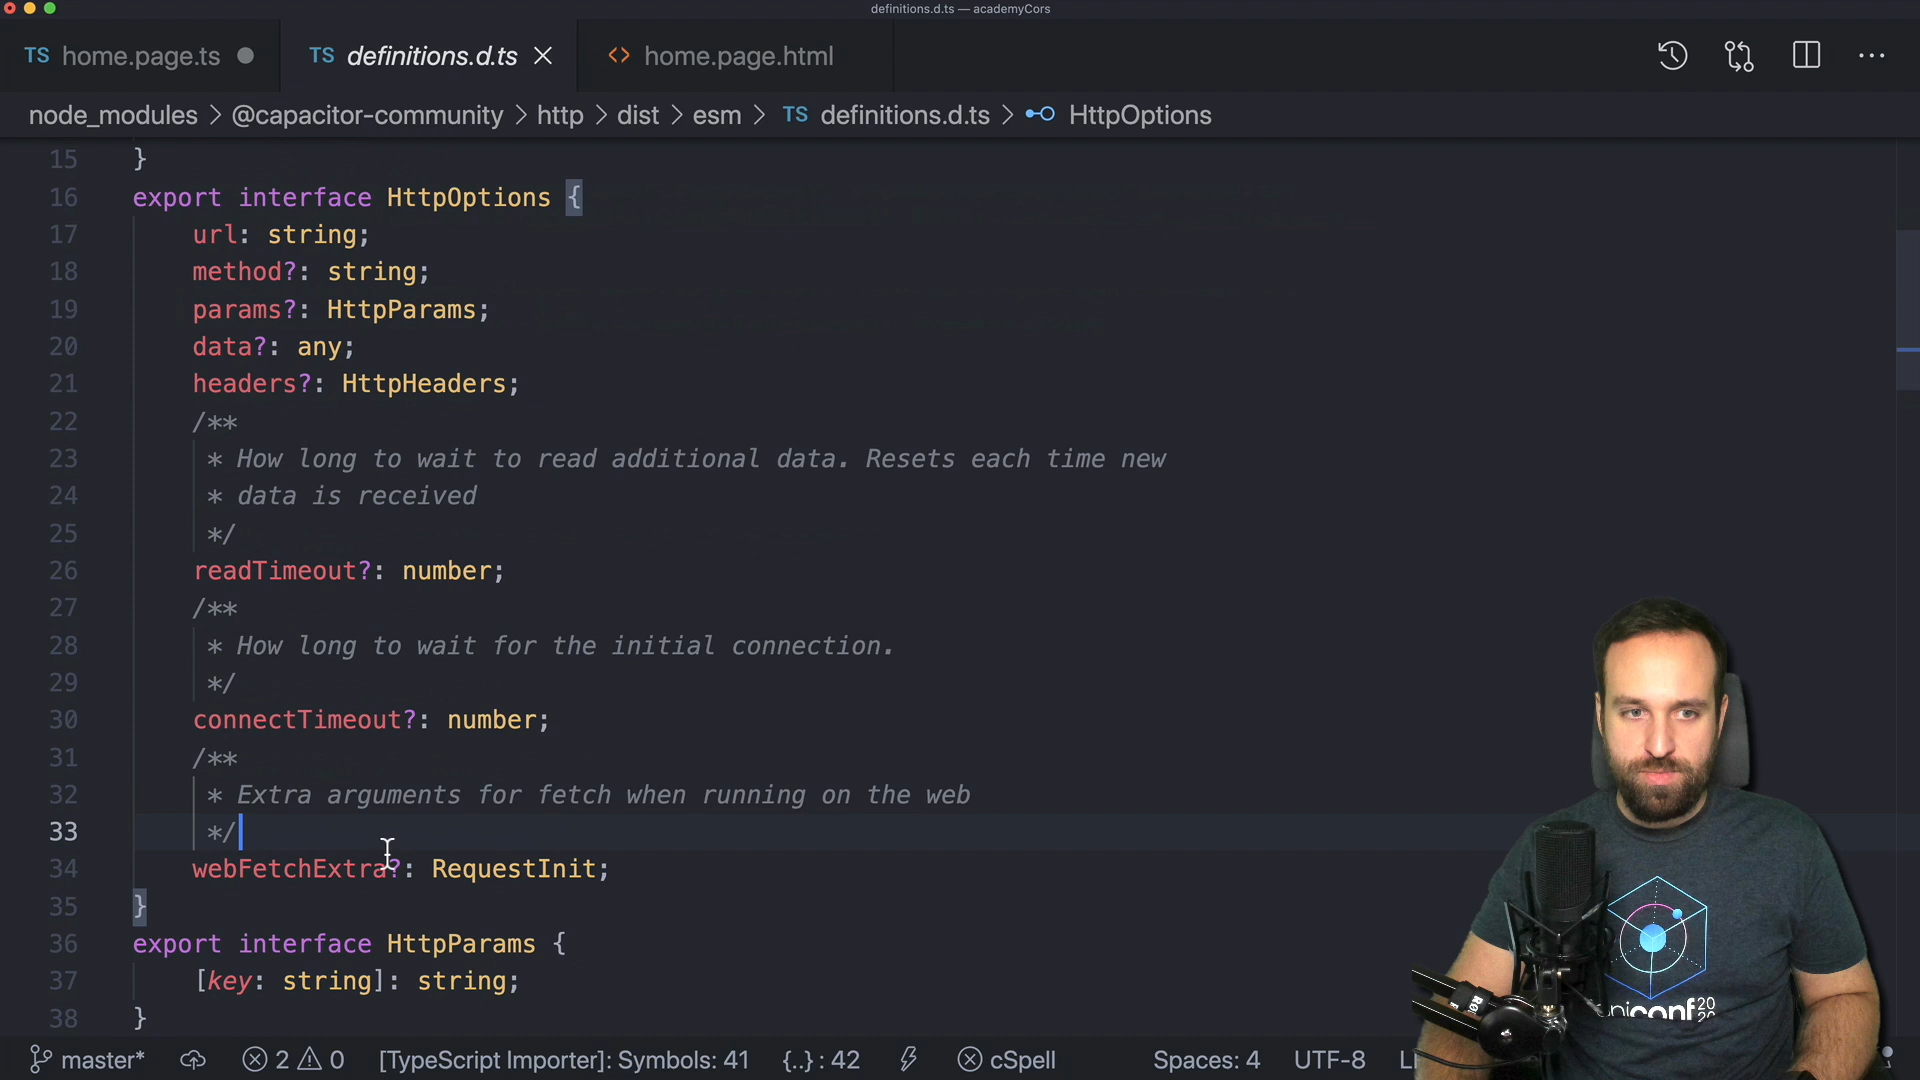 definitions.d.ts — academyCors
TS home.page.ts
TS definitions.d.ts
<> home.page.html
node_modules > @capacitor-community > http > dist > esm > TS definitions.d.ts > HttpOptions
15 }
16 export interface HttpOptions {
17 url: string;
18 method?: string;
19 params?: HttpParams;
20 data?: any;
21 headers?: HttpHeaders;
22 /**
23 * How long to wait to read additional data. Resets each time new
24 * data is received
25 */
26 readTimeout?: number;
27 /**
28 * How long to wait for the initial connection.
29 */
30 connectTimeout?: number;
31 /**
32 * Extra arguments for fetch when running on the web
33 */
34 webFetchExtra?: RequestInit;
35 }
36 export interface HttpParams {
37 [key: string]: string;
38 }
master* 2 0 [TypeScript Importer]: Symbols: 41 {..} : 42 cSpell Spaces: 4 UTF-8